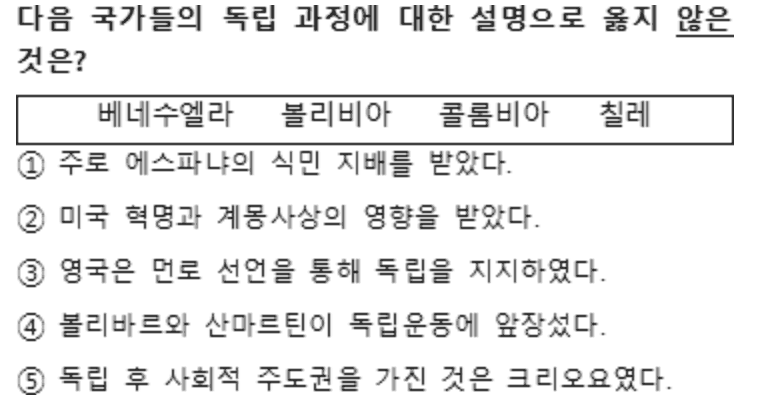 다음 국가들의 독립 과정에 대한 설명으로 옳지 않은
것은?
베네수엘라 볼리비아 콜롬비아 칠레
① 주로 에스파냐의 식민 지배를 받았다.
② 미국 혁명과 계몽사상의 영향을 받았다.
③ 영국은 먼로 선언을 통해 독립을 지지하였다.
④ 볼리바르와 산마르틴이 독립운동에 앞장섰다.
⑤ 독립 후 사회적 주도권을 가진 것은 크리오요였다.